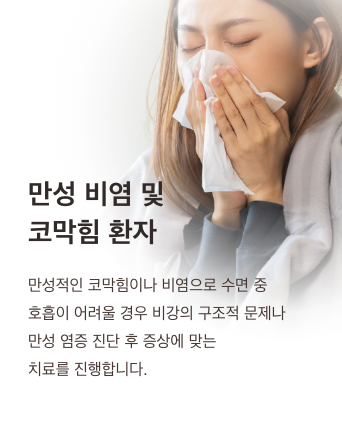 만성 비염 및
코막힘 환자
만성적인 코막힘이나 비염으로 수면 중
호흡이 어려울 경우 비강의 구조적 문제나
만성 염증 진단 후 증상에 맞는
치료를 진행합니다.